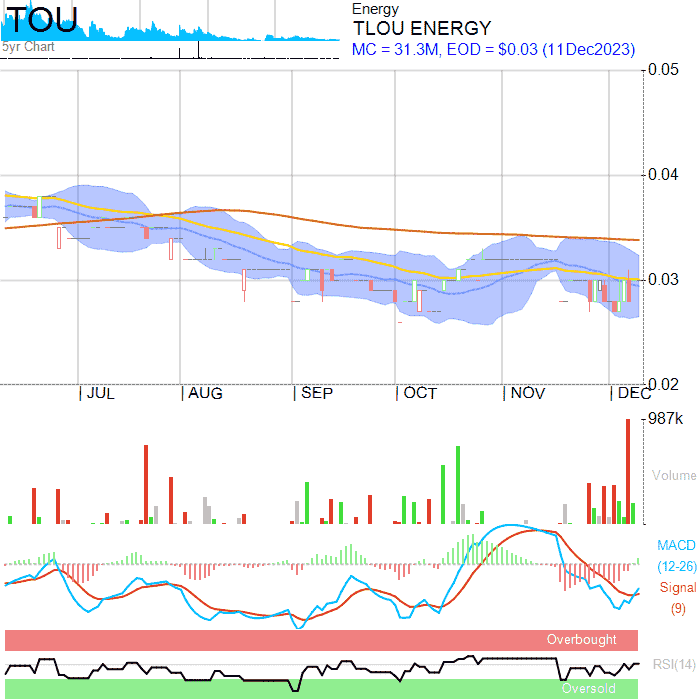 TOU
5yr Chart
Energy
TLOU ENERGY
MC = 31.3M, EOD = $0.03 (11Dec2023)
0.05
0.04
0.03
0.02
JUL AUG SEP OCT NOV DEC
987k
Volume
MACD
(12-26)
Signal
(9)
Overbought
RSI(14)
Oversold